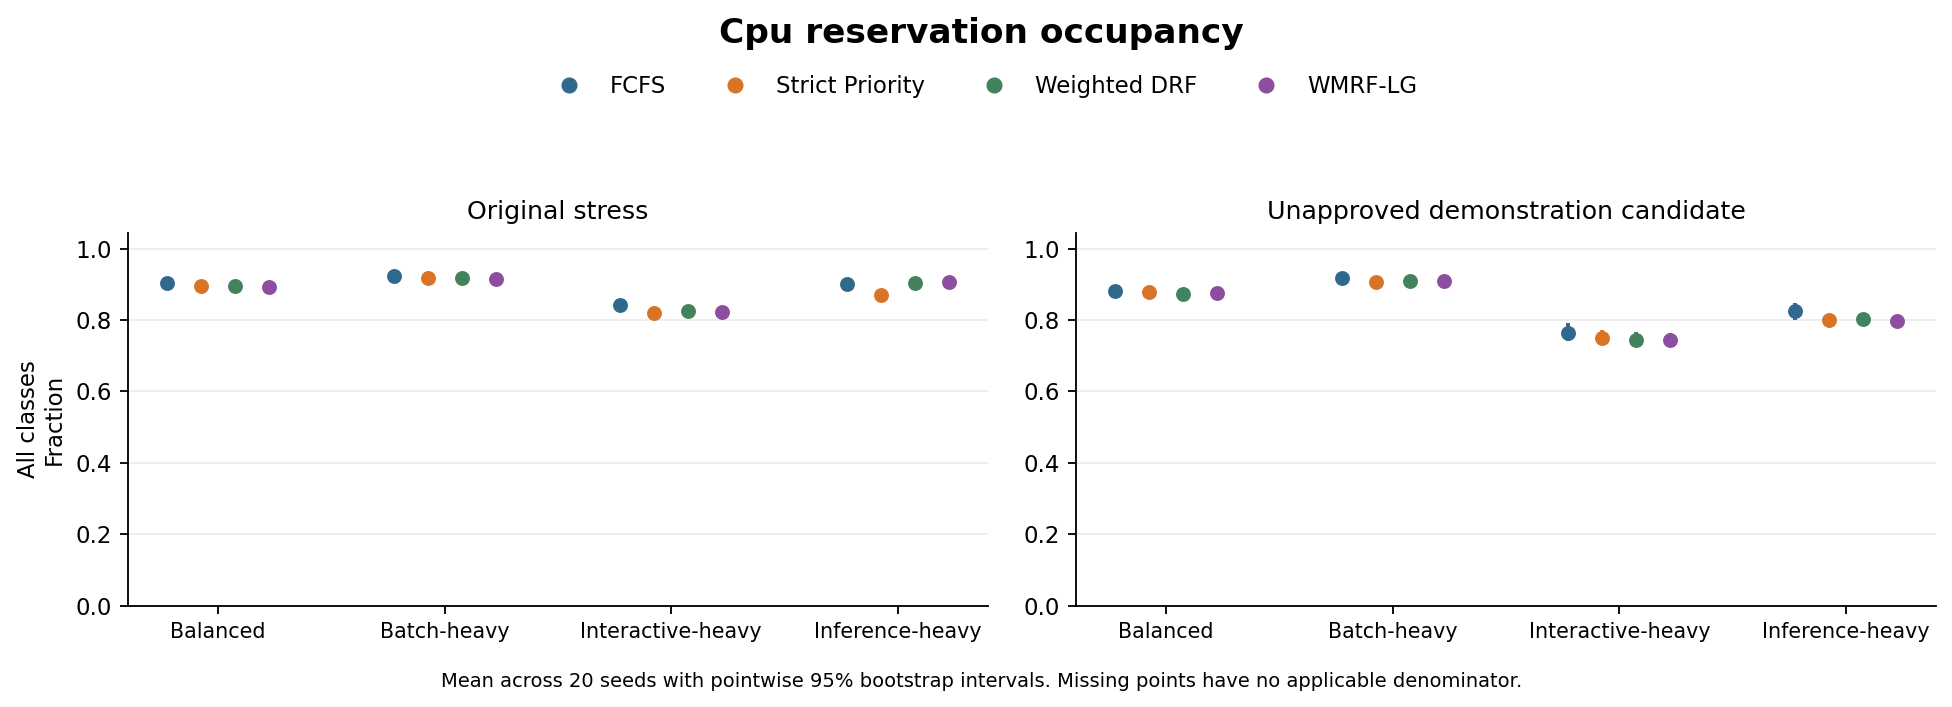 Cpu reservation occupancy
FCFS Strict Priority Weighted DRF WMRF-LG
Original stress
1.0
0.8
0.6
0.4
0.2
0.0
All classes
Fraction
Balanced Batch-heavy Interactive-heavy Inference-heavy
Unapproved demonstration candidate
1.0
0.8
0.6
0.4
0.2
0.0
Balanced Batch-heavy Interactive-heavy Inference-heavy
Mean across 20 seeds with pointwise 95% bootstrap intervals. Missing points have no applicable denominator.